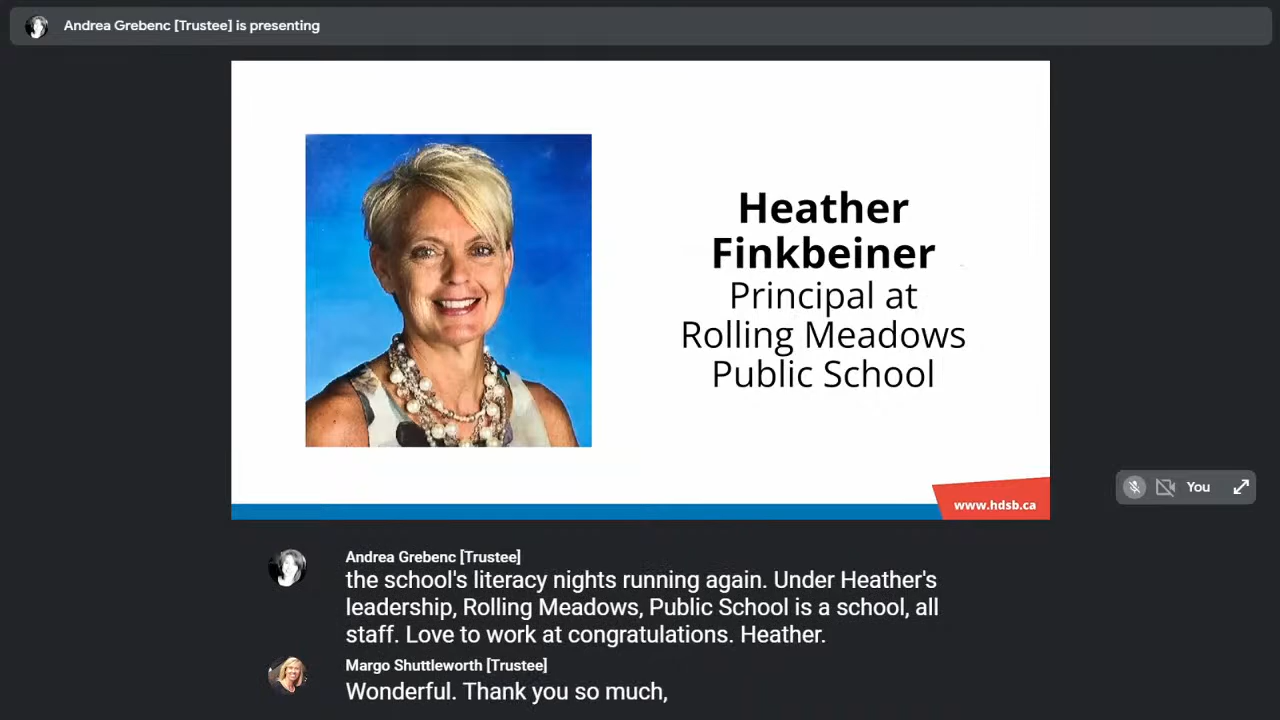 Andrea Grebenc [Trustee] is presenting
Heather
Finkbeiner
Principal at
Rolling Meadows
Public School
www.hdsb.ca
You
Andrea Grebenc [Trustee]
the school's literacy nights running again. Under Heather's
leadership, Rolling Meadows, Public School is a school, all
staff. Love to work at congratulations. Heather.
Margo Shuttleworth [Trustee]
Wonderful. Thank you so much,